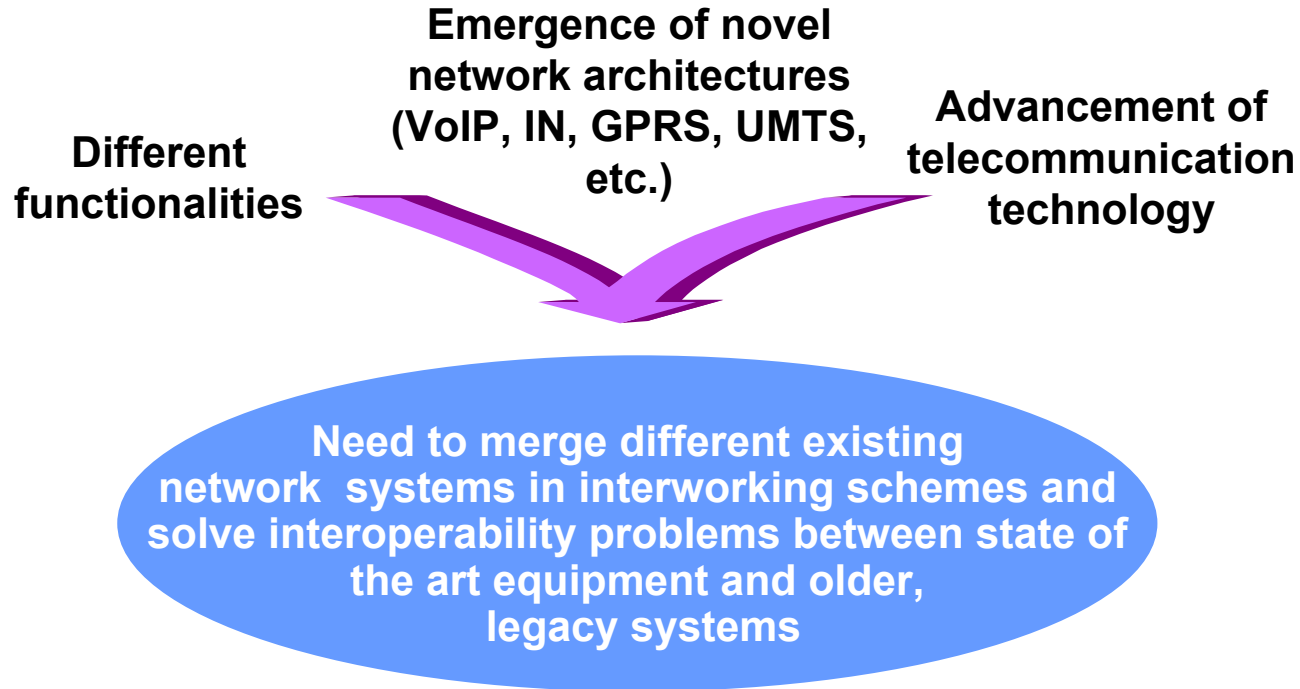 Different
functionalities
Emergence of novel
network architectures
(VoIP, IN, GPRS, UMTS,
etc.)
Advancement of
telecommunication
technology
Need to merge different existing
network  systems in interworking schemes and
solve interoperability problems between state of
the art equipment and older,
legacy systems